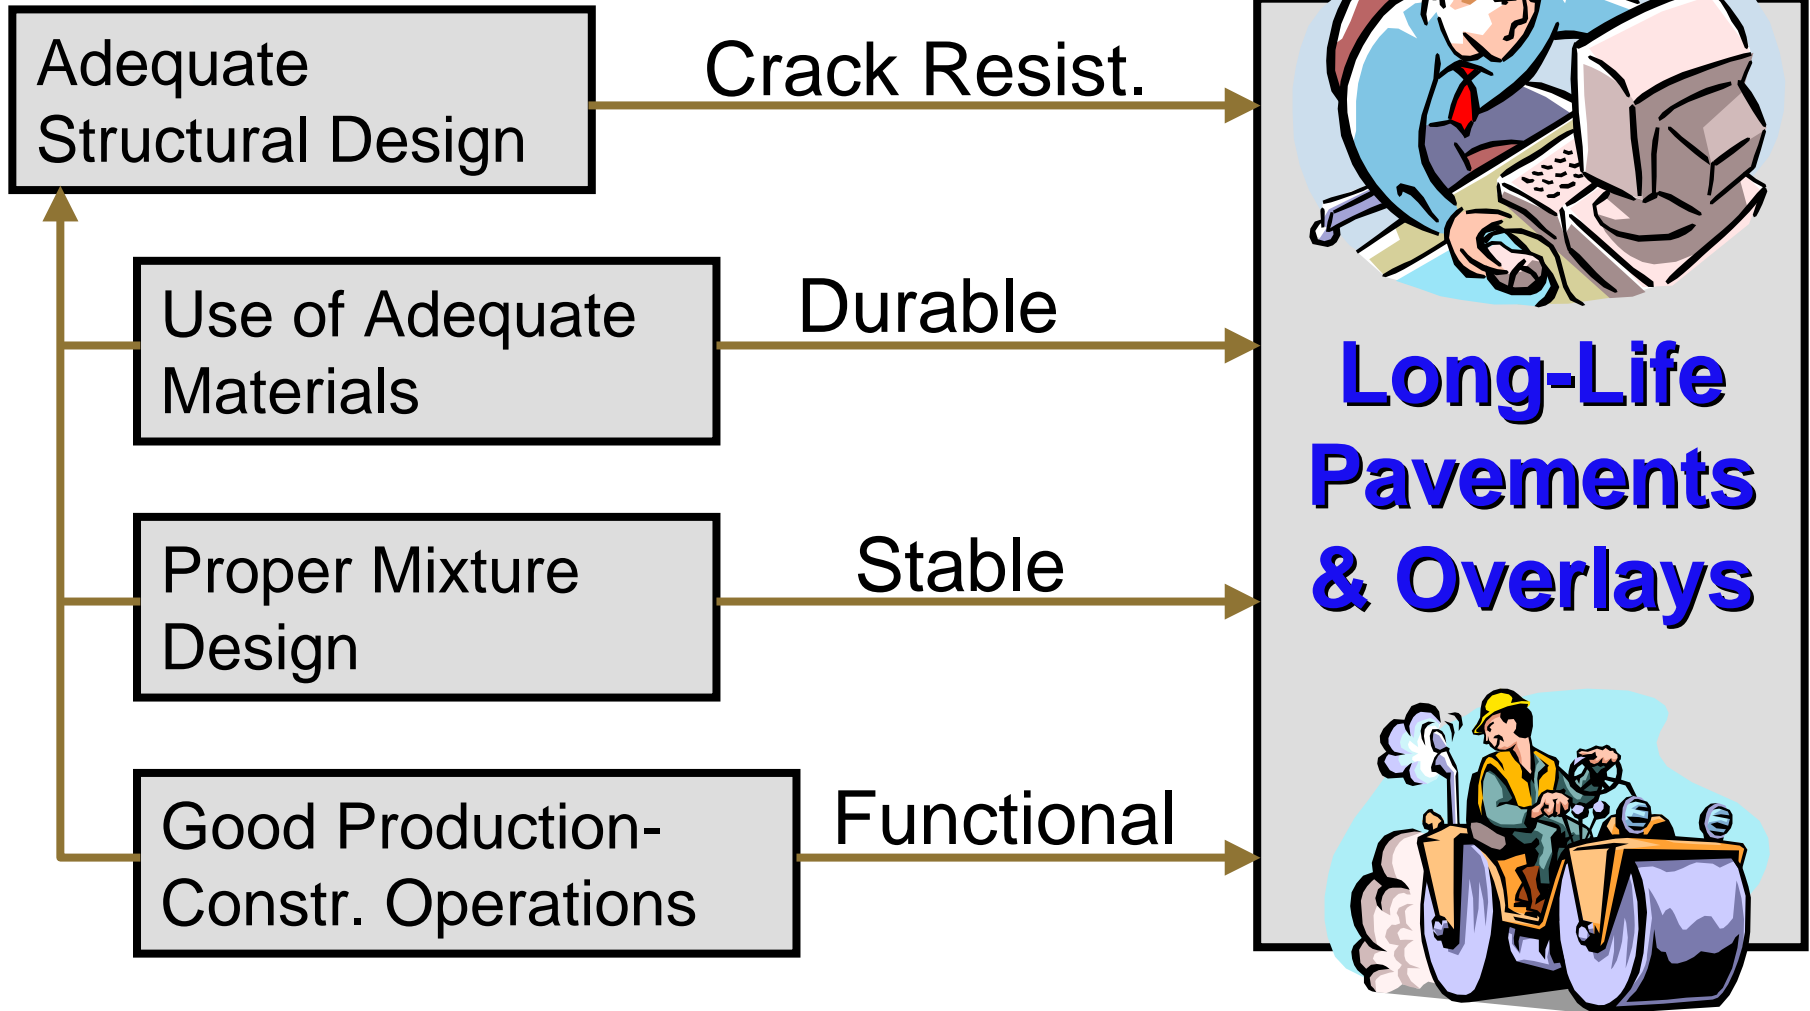 Adequate
Structural Design
Crack Resist.
Use of Adequate
Materials
Durable
Proper Mixture
Design
Stable
Good Production-
Constr. Operations
Functional
Long-Life
Pavements
& Overlays